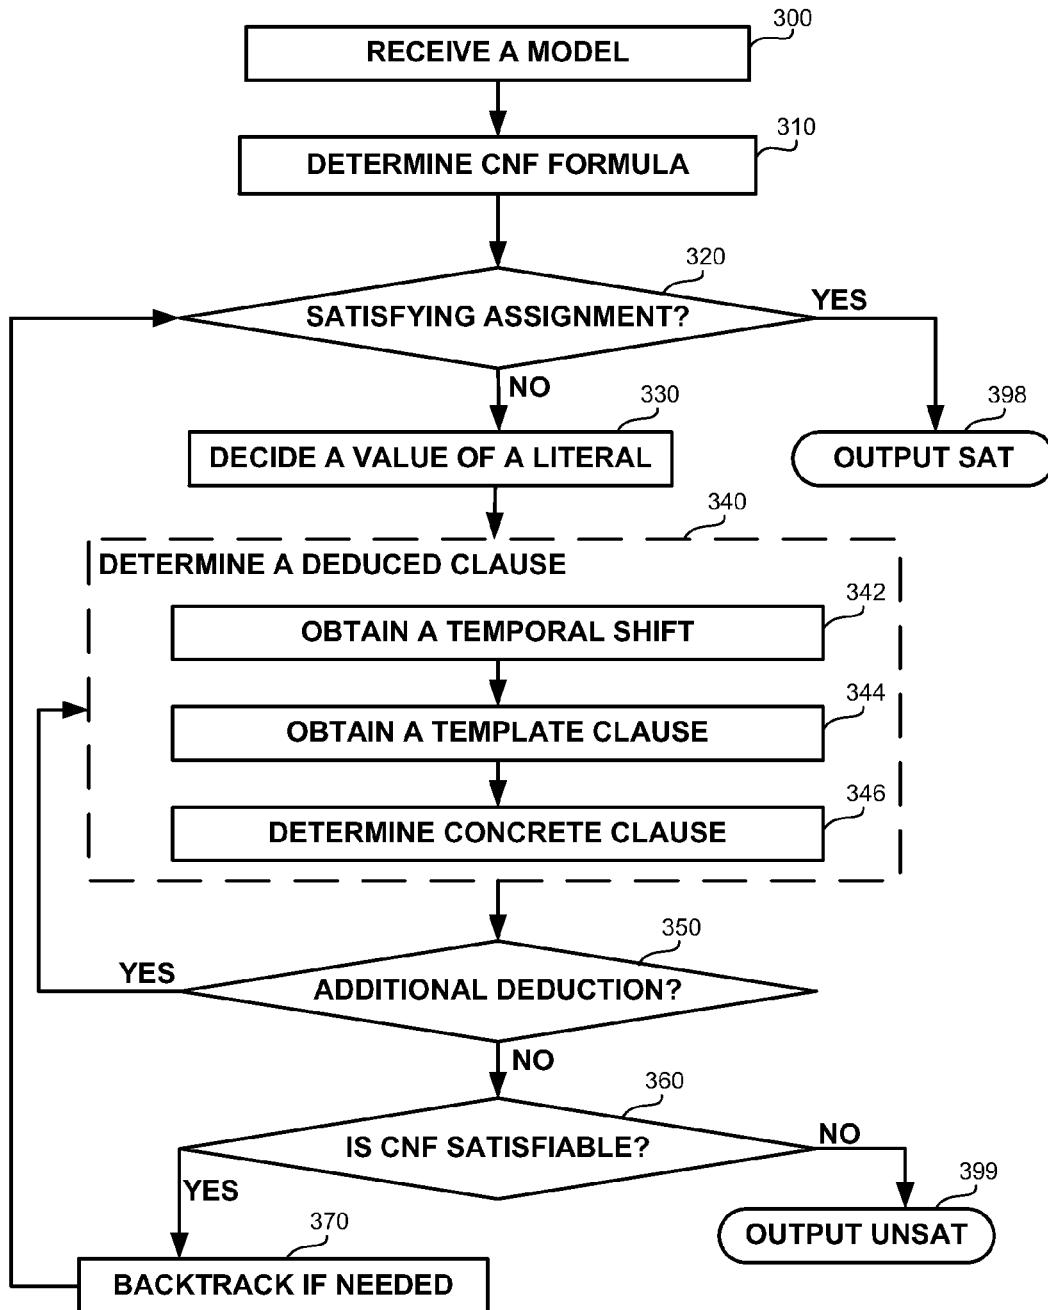 300
RECEIVE A MODEL
310
DETERMINE CNF FORMULA
320
SATISFYING ASSIGNMENT?
YES
NO
330
398
DECIDE A VALUE OF A LITERAL
OUTPUT SAT
340
DETERMINE A DEDUCED CLAUSE
342
OBTAIN A TEMPORAL SHIFT
344
OBTAIN A TEMPLATE CLAUSE
346
DETERMINE CONCRETE CLAUSE
350
YES
ADDITIONAL DEDUCTION?
NO
360
IS CNF SATISFIABLE?
NO
YES
399
OUTPUT UNSAT
370
BACKTRACK IF NEEDED